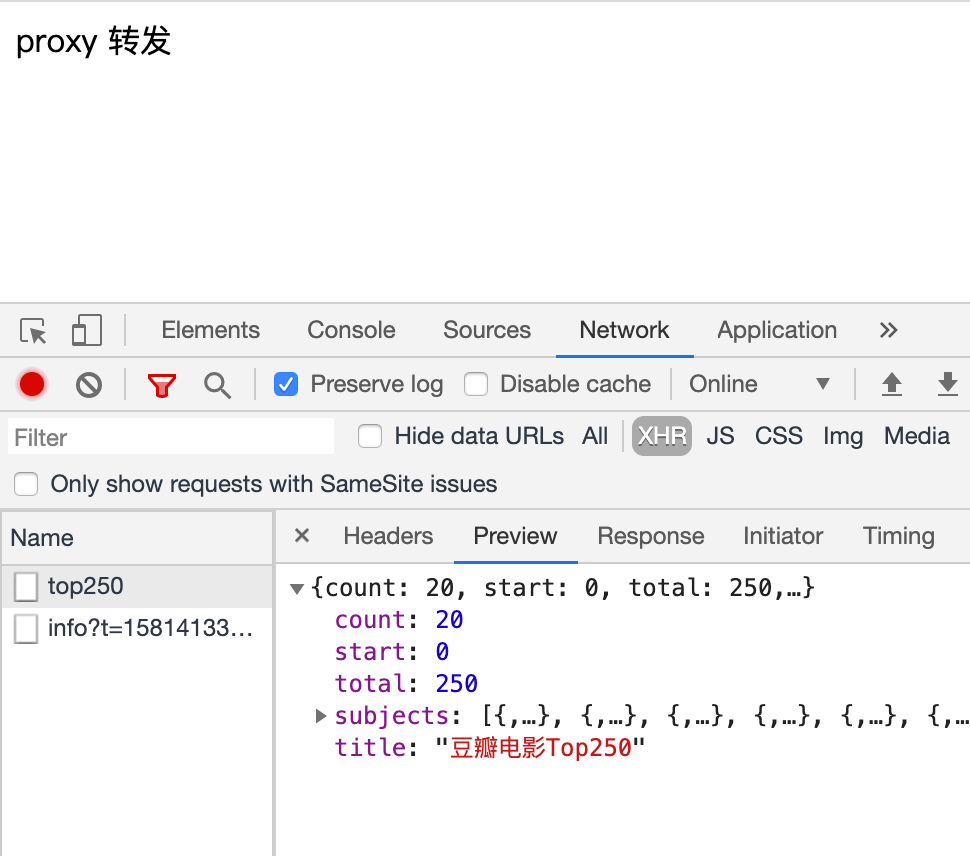 proxy 转发
Elements Console Sources Network Application »
Preserve log Disable cache Online ▼
Filter Hide data URLs All XHR JS CSS Img Media
Only show requests with SameSite issues
Name × Headers Preview Response Initiator Timing
top250
info?t=15814133...
▼{count: 20, start: 0, total: 250,…}
count: 20
start: 0
total: 250
▶subjects: [{,…}, {,…}, {,…}, {,…}, {,…}, {,…
title: "豆瓣电影Top250"